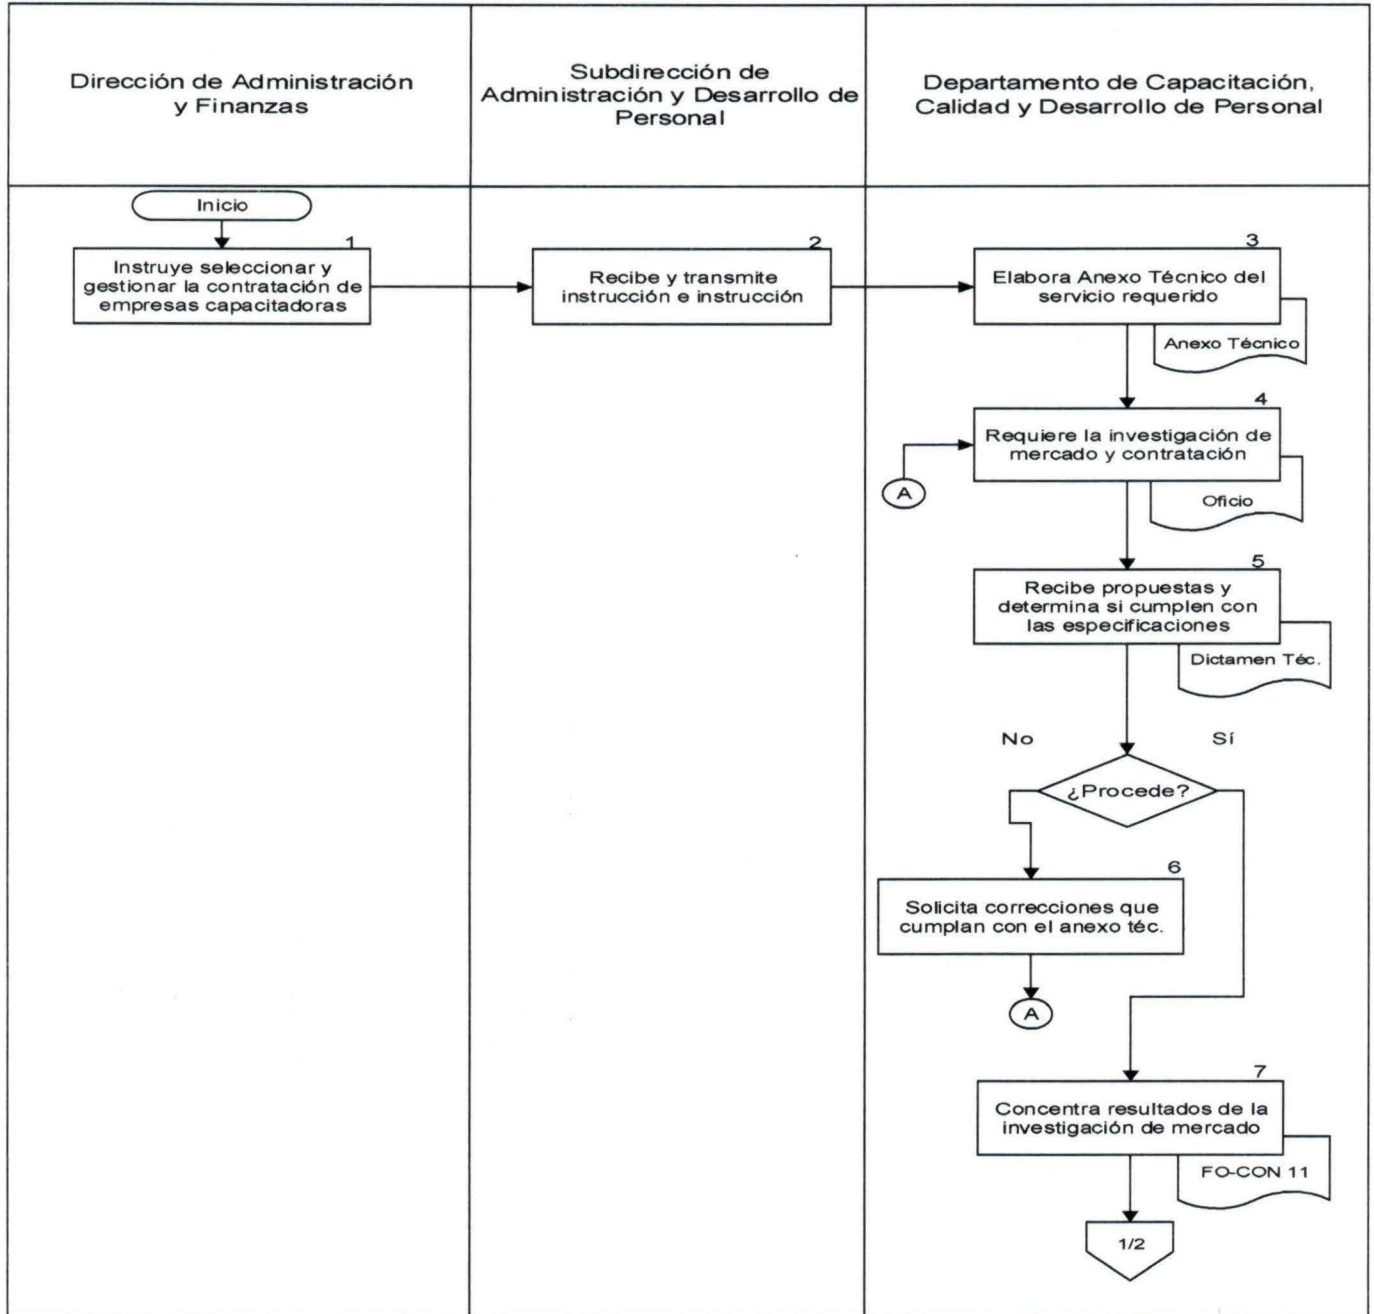 Dirección de Administración
y Finanzas
Subdirección de
Administración y Desarrollo de
Personal
Departamento de Capacitación,
Calidad y Desarrollo de Personal
Inicio
1
Instruye seleccionar y
gestionar la contratación de
empresas capacitadoras
2
Recibe y transmite
instrucción e instrucción
3
Elabora Anexo Técnico del
servicio requerido
Anexo Técnico
4
Requiere la investigación de
mercado y contratación
A
Oficio
5
Recibe propuestas y
determina si cumplen con
las especificaciones
Dictamen Téc.
No
Sí
¿Procede?
6
Solicita correcciones que
cumplan con el anexo téc.
A
7
Concentra resultados de la
investigación de mercado
FO-CON 11
1/2